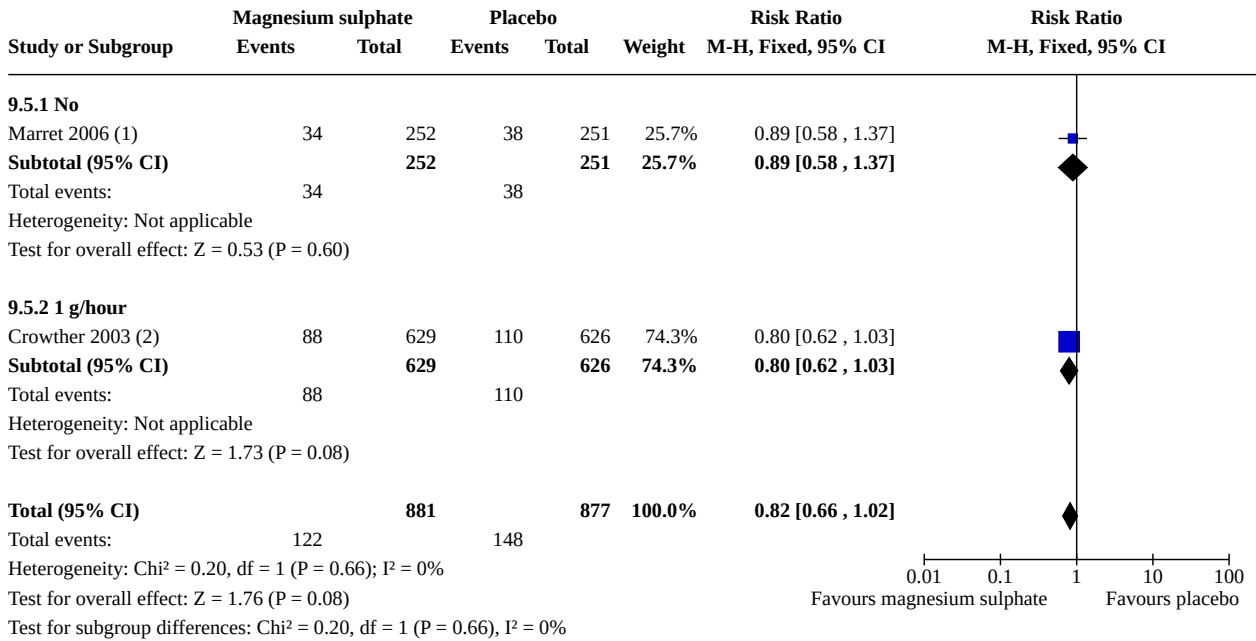 Magnesium sulphate Placebo Risk Ratio Risk Ratio
Study or Subgroup Events Total Events Total Weight M-H, Fixed, 95% CI M-H, Fixed, 95% CI
9.5.1 No
Marret 2006 (1) 34 252 38 251 25.7% 0.89 [0.58 , 1.37]
Subtotal (95% CI) 252 251 25.7% 0.89 [0.58 , 1.37]
Total events: 34 38
Heterogeneity: Not applicable
Test for overall effect: Z = 0.53 (P = 0.60)
9.5.2 1 g/hour
Crowther 2003 (2) 88 629 110 626 74.3% 0.80 [0.62 , 1.03]
Subtotal (95% CI) 629 626 74.3% 0.80 [0.62 , 1.03]
Total events: 88 110
Heterogeneity: Not applicable
Test for overall effect: Z = 1.73 (P = 0.08)
Total (95% CI) 881 877 100.0% 0.82 [0.66 , 1.02]
Total events: 122 148
Heterogeneity: Chi² = 0.20, df = 1 (P = 0.66); I² = 0%
0.01 0.1 1 10 100
Test for overall effect: Z = 1.76 (P = 0.08) Favours magnesium sulphate Favours placebo
Test for subgroup differences: Chi² = 0.20, df = 1 (P = 0.66), I² = 0%